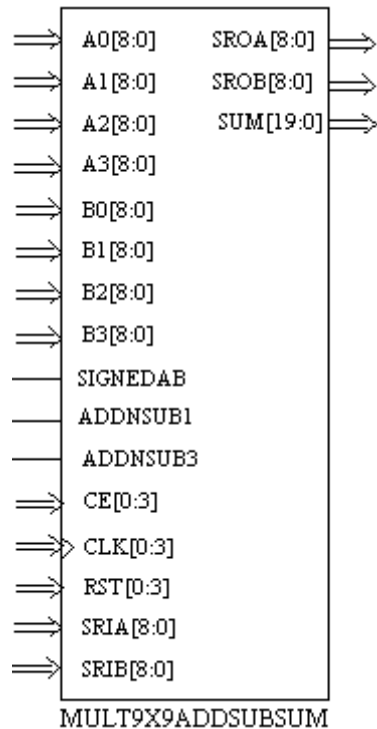 A0[8:0] SROA[8:0]
A1[8:0] SROB[8:0]
A2[8:0] SUM[19:0]
A3[8:0]
B0[8:0]
B1[8:0]
B2[8:0]
B3[8:0]
SIGNEDAB
ADDNSUB1
ADDNSUB3
CE[0:3]
CLK[0:3]
RST[0:3]
SRIA[8:0]
SRIB[8:0]
MULT9X9ADDSUBSUM